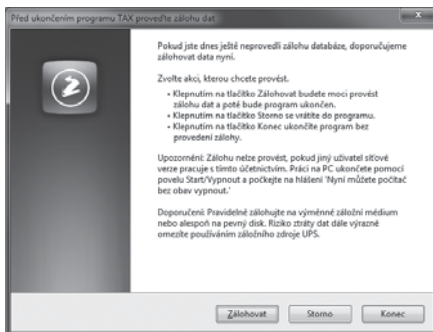 Před ukončením programu TAX proveďte zálohu dat
Pokud jste dnes ještě neprovedli zálohu databáze, doporučujeme
zálohovat data nyní.
Zvolte akci, kterou chcete provést.
• Klepnutím na tlačítko Zálohovat budete moci provést
zálohu dat a poté bude program ukončen.
• Klepnutím na tlačítko Storno se vrátíte do programu.
• Klepnutím na tlačítko Konec ukončíte program bez
provedení zálohy.
Upozornění: Zálohu nelze provést, pokud jiný uživatel síťové
verze pracuje s tímto účetnictvím. Práci na PC ukončete pomocí
povelu Start/Vypnout a počkejte na hlášení 'Nyní můžete počítač
bez obav vypnout.'
Doporučení: Pravidelně zálohujte na výměnné záložní médium
nebo alespoň na pevný disk. Riziko ztráty dat dále výrazně
omezíte používáním záložního zdroje UPS.
Zálohovat
Storno
Konec